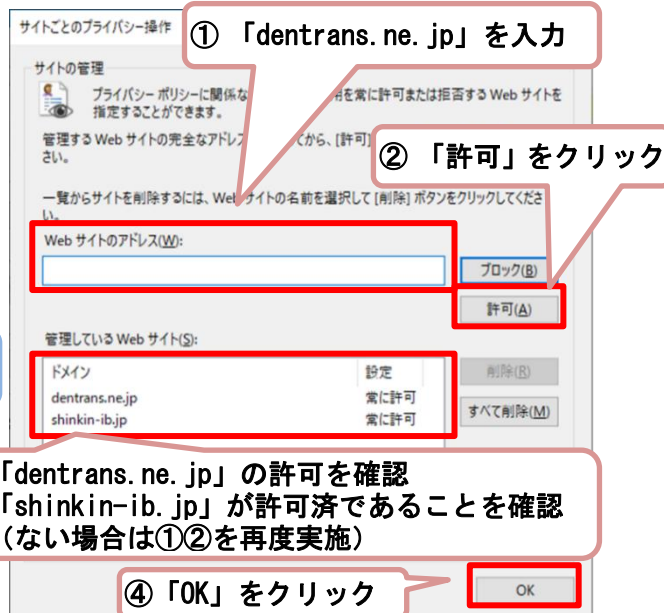 サイトごとのプライバシー操作
① 「dentrans.ne.jp」を入力
サイトの管理
プライバシー ポリシーに関係な
用を常に許可または拒否する Web サイトを
指定することができます。
管理する Web サイトの完全なアドレ
てから、[許可]
さい。
② 「許可」をクリック
一覧からサイトを削除するには、Web サイトの名前を選択して [削除] ボタンをクリックしてくださ
い。
Web サイトのアドレス(W):
ブロック(B)
許可(A)
管理している Web サイト(S):
ドメイン 設定
削除(R)
dentrans.ne.jp 常に許可
shinkin-ib.jp 常に許可
すべて削除(M)
「dentrans.ne.jp」の許可を確認
「shinkin-ib.jp」が許可済であることを確認
(ない場合は①②を再度実施)
④「OK」をクリック
OK